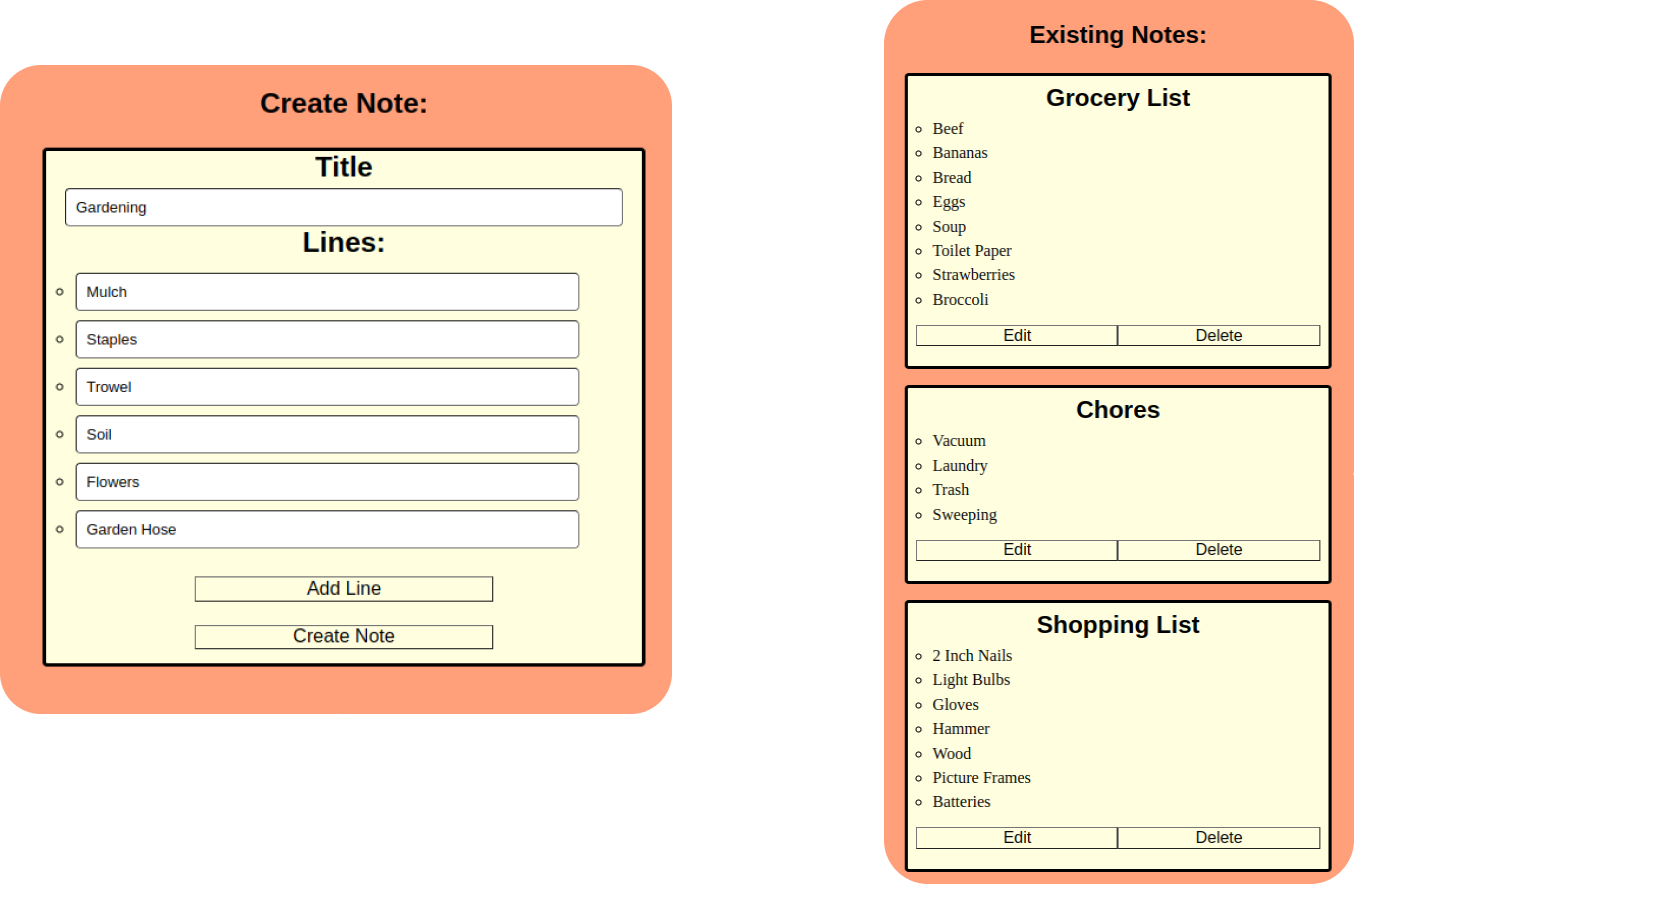 Create Note:
Title
Gardening
Lines:
Mulch
Staples
Trowel
Soil
Flowers
Garden Hose
Add Line
Create Note
Existing Notes:
Grocery List
Beef
Bananas
Bread
Eggs
Soup
Toilet Paper
Strawberries
Broccoli
Edit Delete
Chores
Vacuum
Laundry
Trash
Sweeping
Edit Delete
Shopping List
2 Inch Nails
Light Bulbs
Gloves
Hammer
Wood
Picture Frames
Batteries
Edit Delete